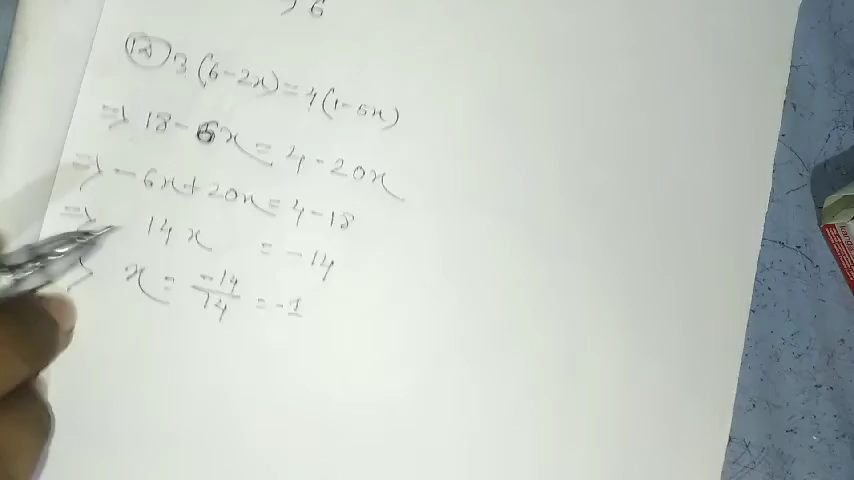 6
(12) 3(6-2x) = 4(1-5x)
=> 18 - 6x = 4 - 20x
=> -6x + 20x = 4 - 18
=> 14x = -14
x = -14/14 = -1